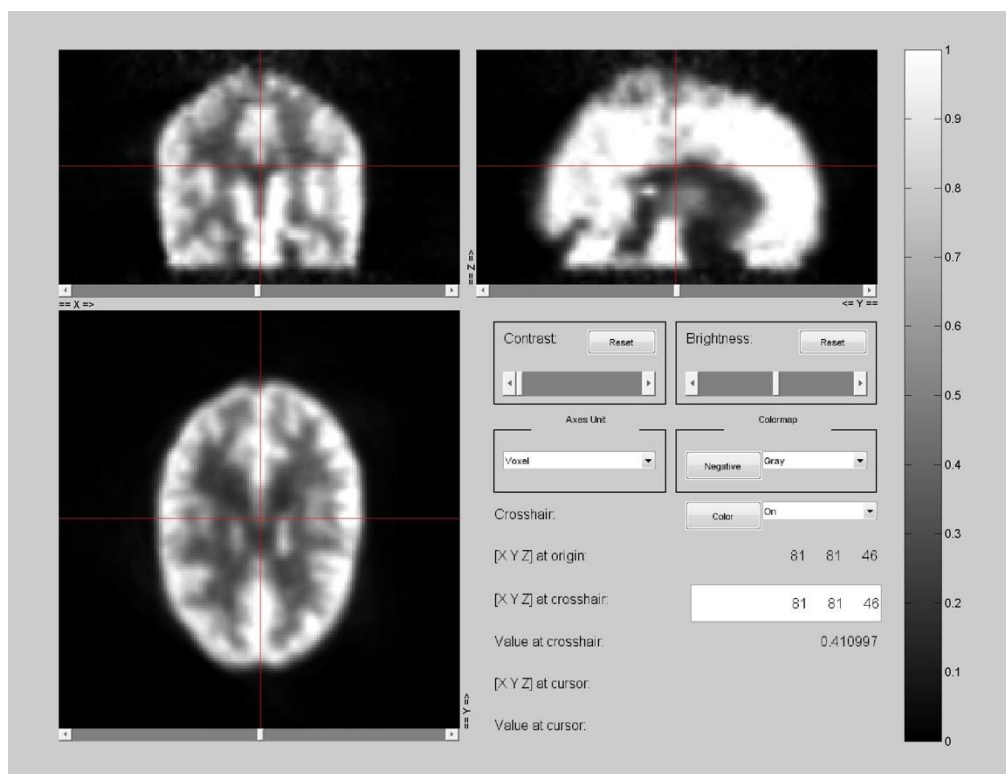 == X =>
== Z =>
<= Y ==
== Y =>
Contrast:
Reset
Brightness:
Reset
Axes Unit
Voxel
Colormap
Negative
Gray
Crosshair:
Color
On
[X Y Z] at origin:
81 81 46
[X Y Z] at crosshair:
81 81 46
Value at crosshair:
0.410997
[X Y Z] at cursor:
Value at cursor:
1
0.9
0.8
0.7
0.6
0.5
0.4
0.3
0.2
0.1
0